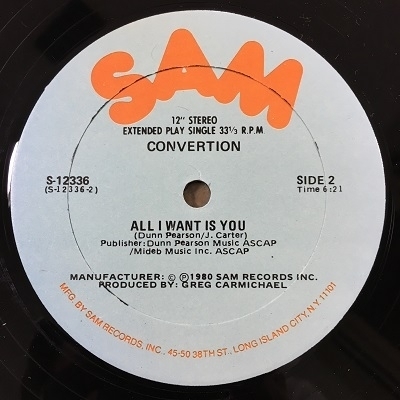 SAM
12" STEREO
EXTENDED PLAY SINGLE 33 1/3 R.P.M
CONVERTION
S-12336
(S-12336-2)
SIDE 2
Time 6:21
ALL I WANT IS YOU
(Dunn Pearson/J. Carter)
Publisher: Dunn Pearson Music ASCAP
/Mideb Music Inc. ASCAP
MANUFACTURER: © ℗ 1980 SAM RECORDS INC.
PRODUCED BY: GREG CARMICHAEL
MFG. BY SAM RECORDS, INC. 45-50 38TH ST., LONG ISLAND CITY, N.Y. 11101